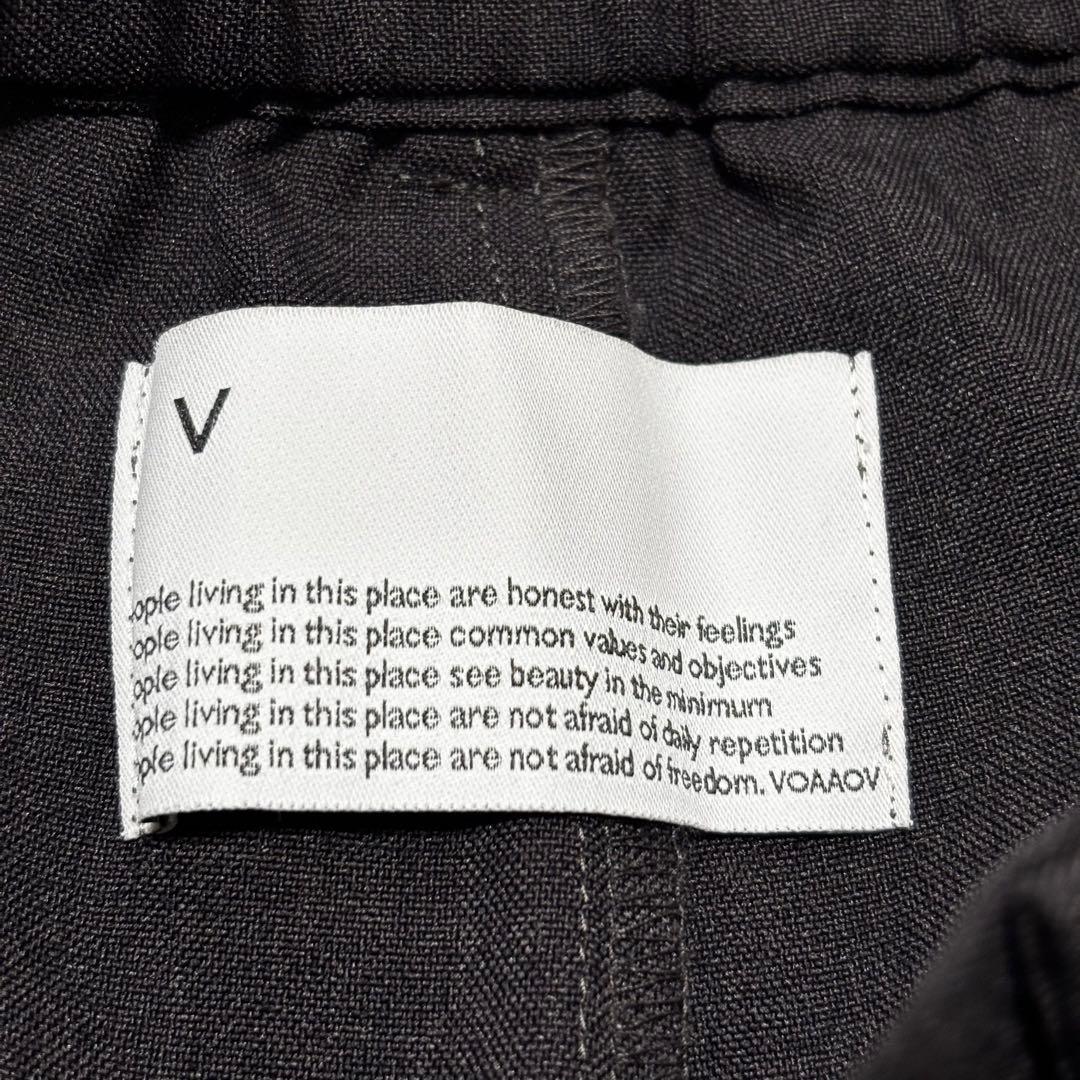 V
ople living in this place are honest with their feelings
ople living in this place common values and objectives
ople living in this place see beauty in the minimum
ople living in this place are not afraid of daily repetition
ple living in this place are not afraid of freedom. VOAAOV